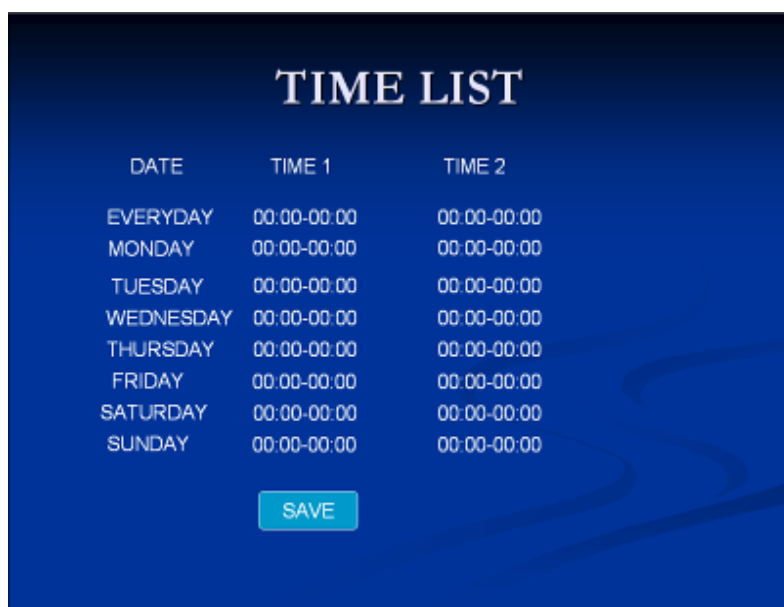 TIME LIST
DATE TIME 1 TIME 2
EVERYDAY 00:00-00:00 00:00-00:00
MONDAY 00:00-00:00 00:00-00:00
TUESDAY 00:00-00:00 00:00-00:00
WEDNESDAY 00:00-00:00 00:00-00:00
THURSDAY 00:00-00:00 00:00-00:00
FRIDAY 00:00-00:00 00:00-00:00
SATURDAY 00:00-00:00 00:00-00:00
SUNDAY 00:00-00:00 00:00-00:00
SAVE